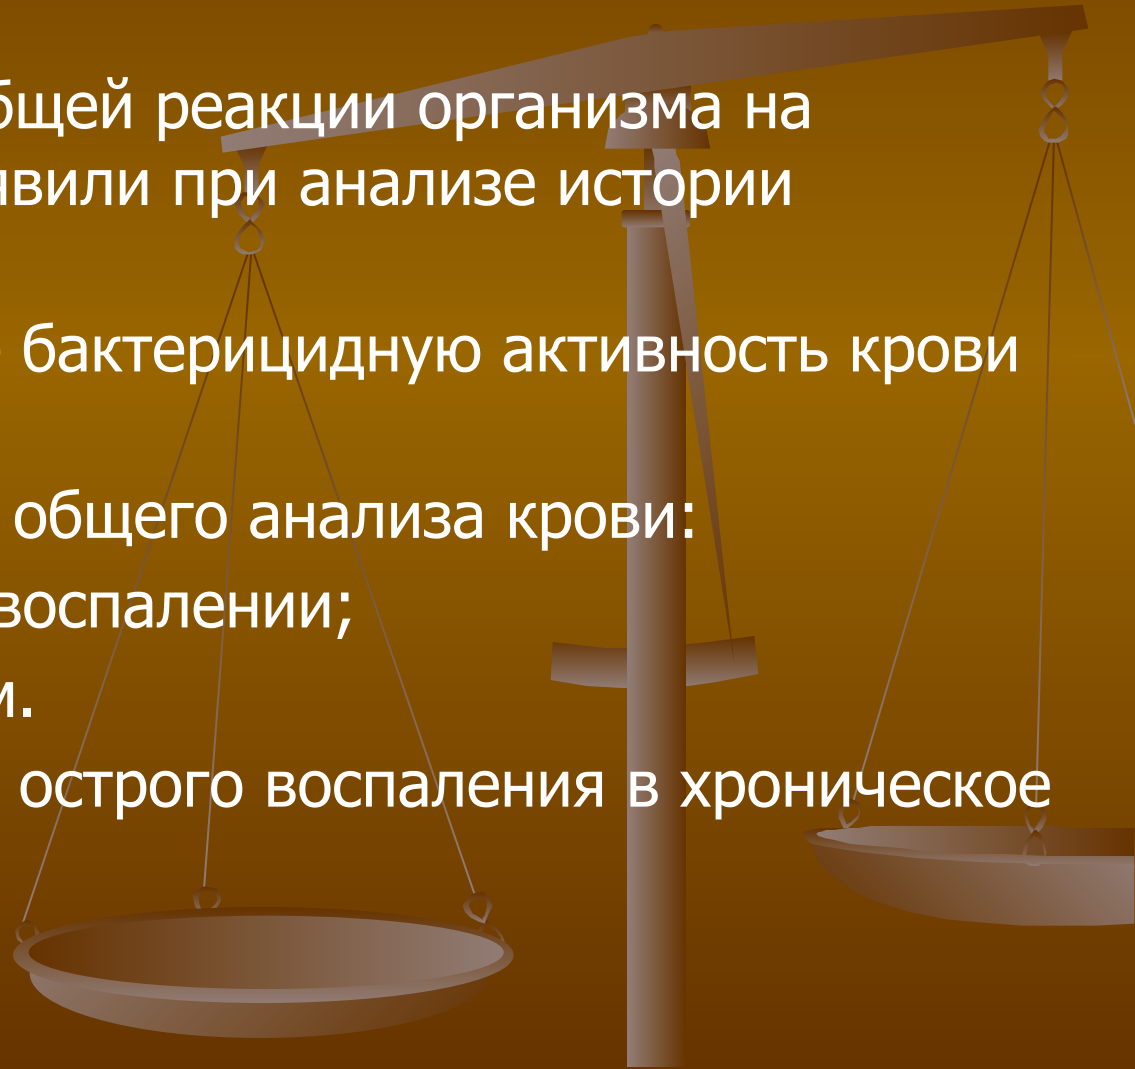 бщей реакции организма на
явили при анализе истории
бактерицидную активность крови
общего анализа крови:
воспалении;
и.
острого воспаления в хроническое